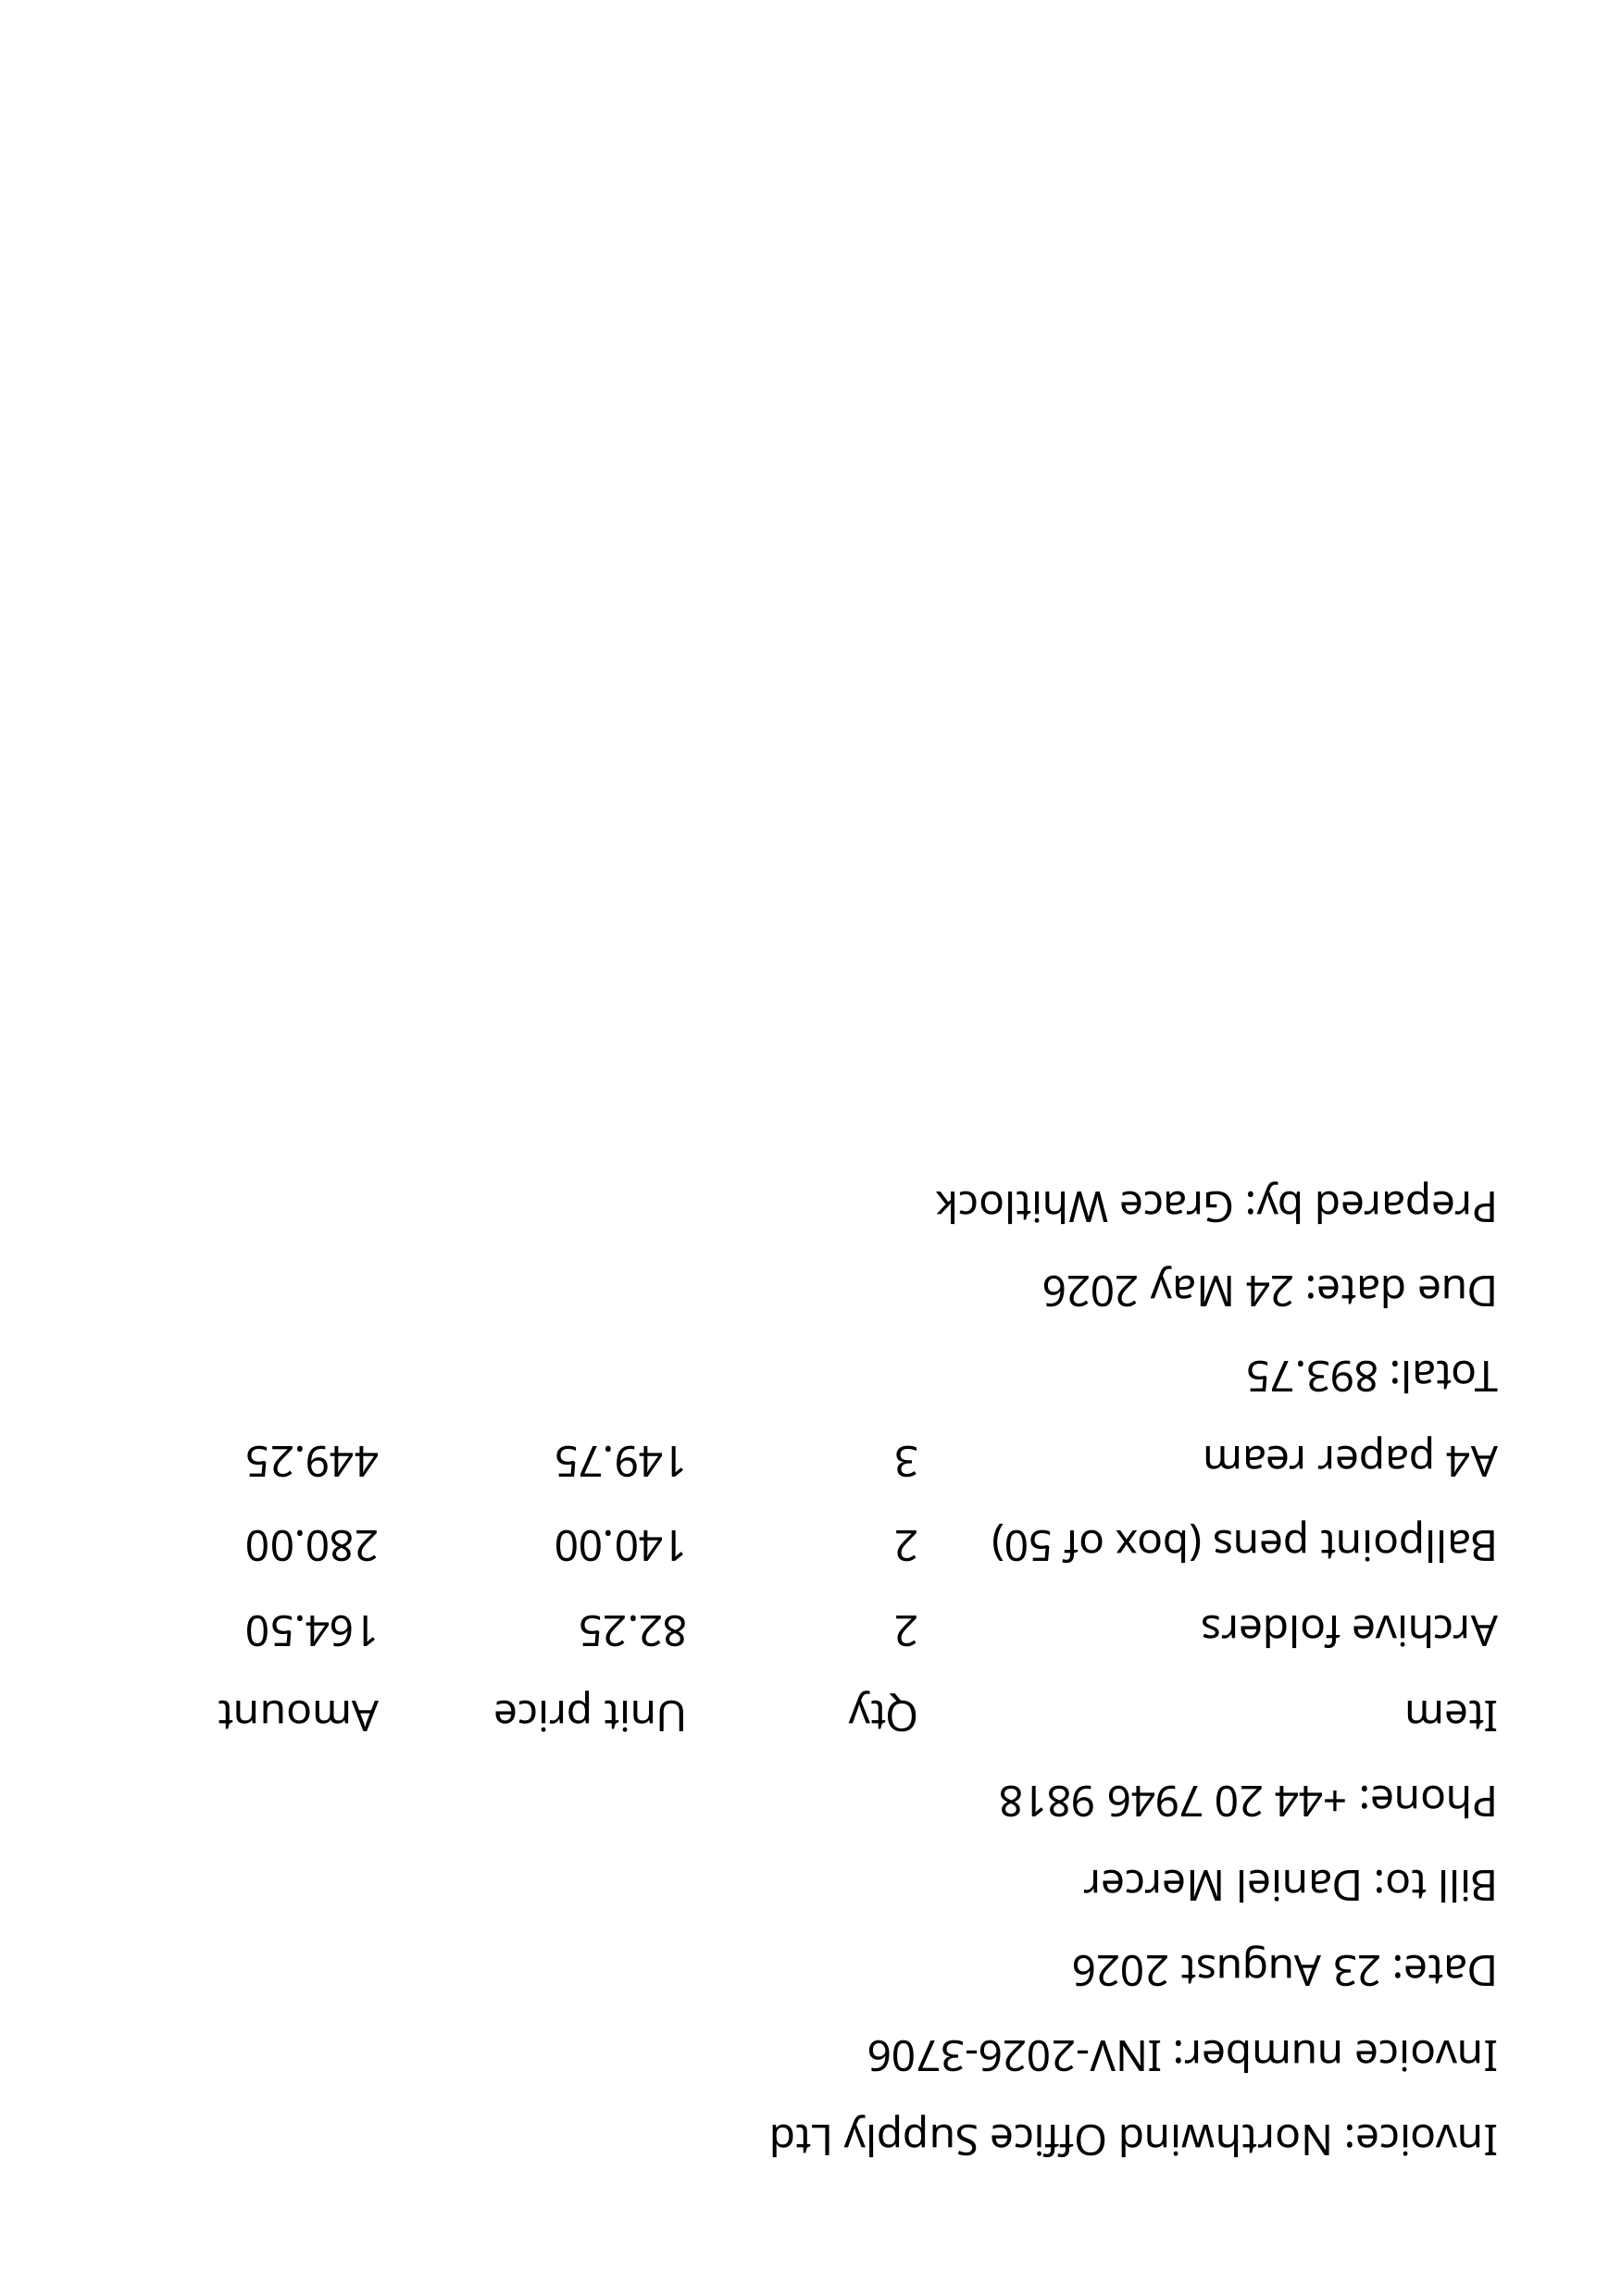 Invoice: Northwind Office Supply Ltd
Invoice number: INV-2026-3706
Date: 23 August 2026
Bill to: Daniel Mercer
Phone: +44 20 7946 9818
Item Qty Unit price Amount
Archive folders 2 82.25 164.50
Ballpoint pens (box of 50) 2 140.00 280.00
A4 paper ream 3 149.75 449.25
Total: 893.75
Due date: 24 May 2026
Prepared by: Grace Whitlock